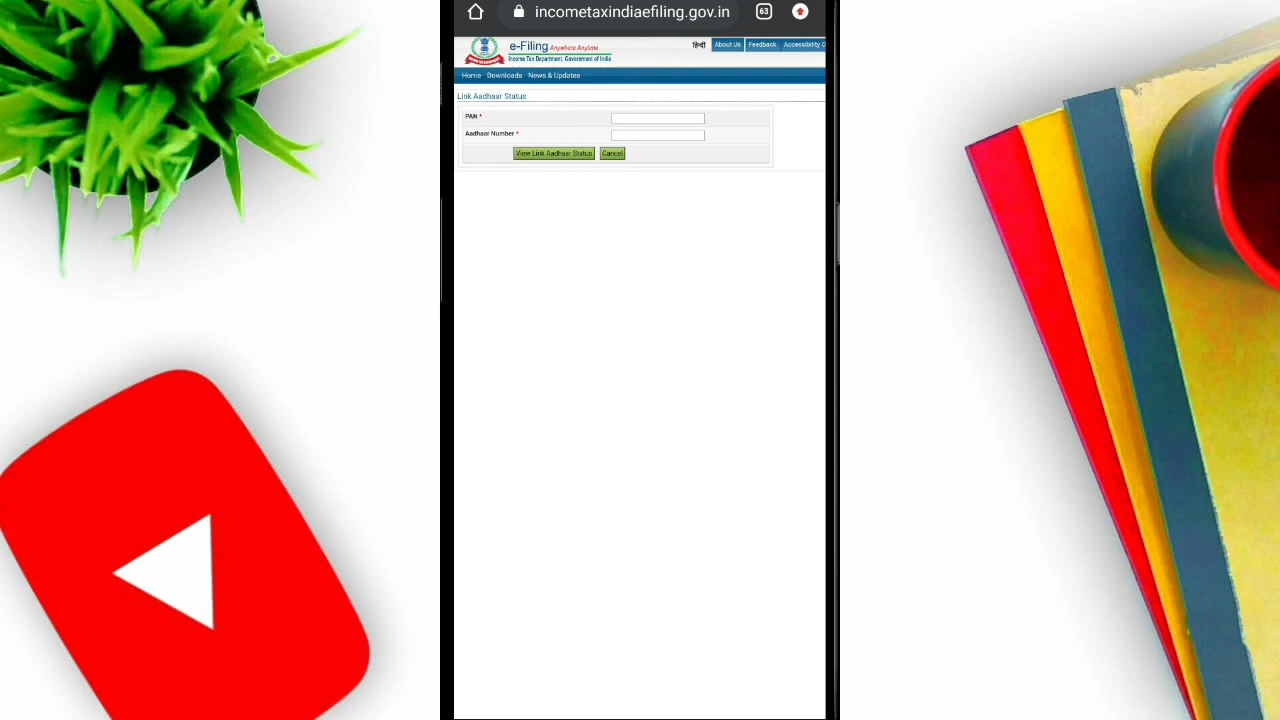 incometaxindiaefiling.gov.in 63
e-Filing Anywhere Anytime
Income Tax Department, Government of India
हिन्दी About Us Feedback Accessibility O
Home Downloads News & Updates
Link Aadhaar Status
PAN *
Aadhaar Number *
View Link Aadhaar Status Cancel